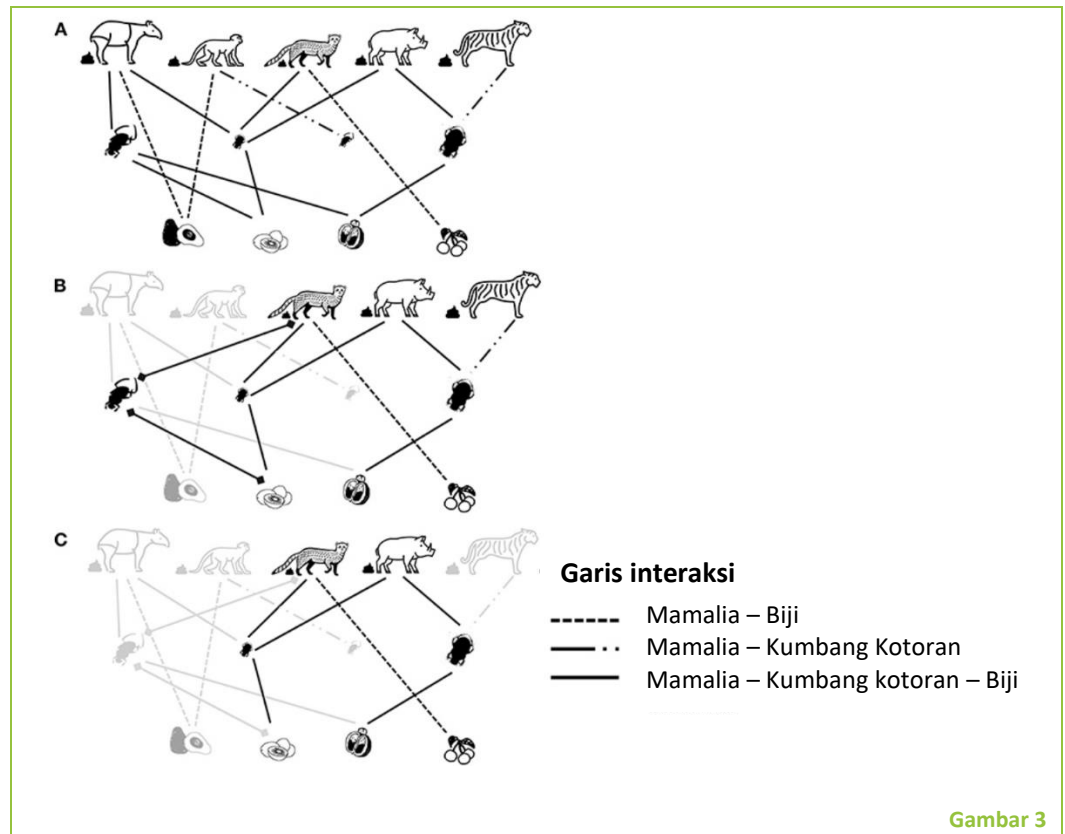 A
B
C
Garis interaksi
Mamalia – Biji
Mamalia – Kumbang Kotoran
Mamalia – Kumbang kotoran – Biji
Gambar 3